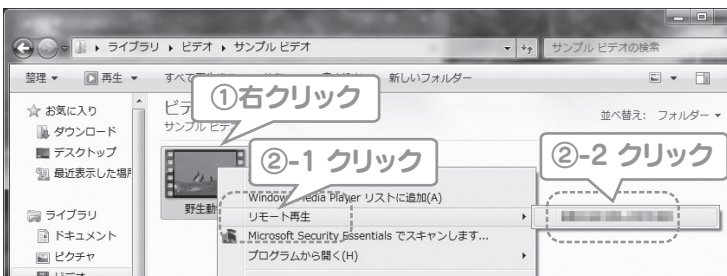 ライブラリ ▸ ビデオ ▸ サンプル ビデオ
サンプル ビデオの検索
整理 ▼ 再生 ▼ 新しいフォルダー
①右クリック
お気に入り
ダウンロード
デスクトップ
最近表示した場所
ライブラリ
ドキュメント
ピクチャ
サンプル
並べ替え: フォルダー ▼
②-1 クリック
②-2 クリック
Windows Media Player リストに追加(A)
リモート再生
Microsoft Security Essentials でスキャンします...
プログラムから開く(H)